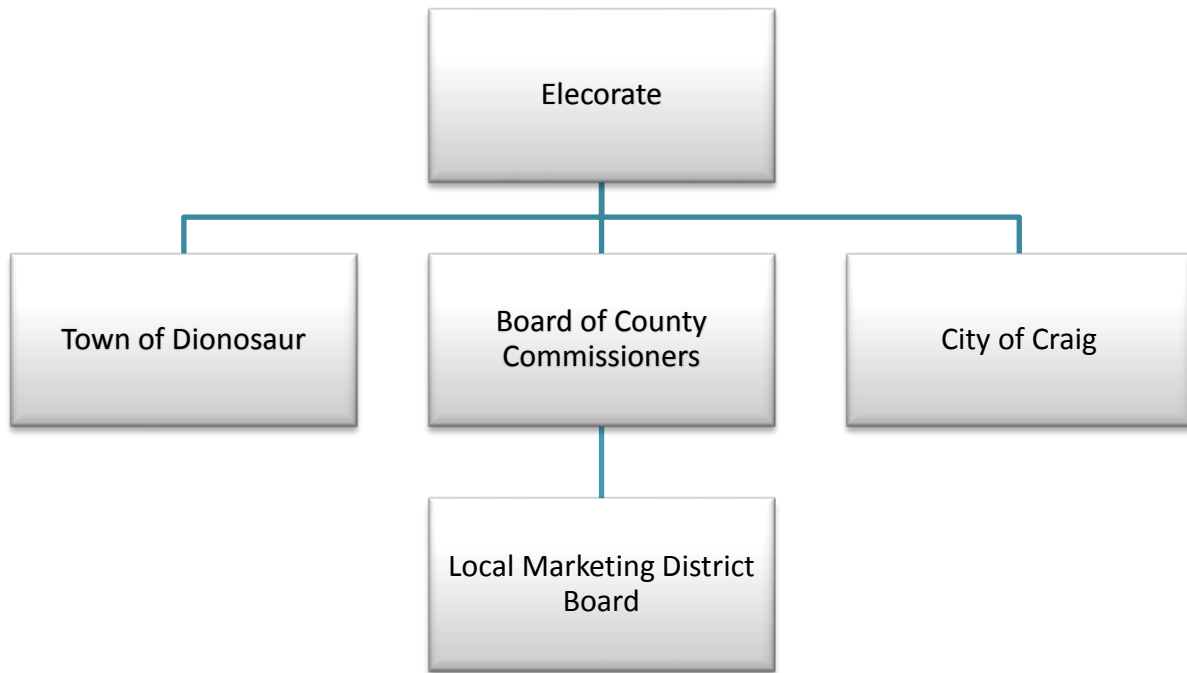 Elecorate
Town of Dionosaur
Board of County
Commissioners
City of Craig
Local Marketing District
Board